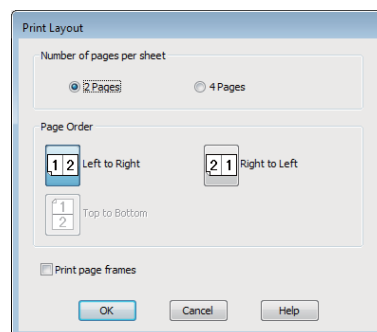 Print Layout
Number of pages per sheet
2 Pages
4 Pages
Page Order
1 2 Left to Right
2 1 Right to Left
1
2
Top to Bottom
Print page frames
OK Cancel Help